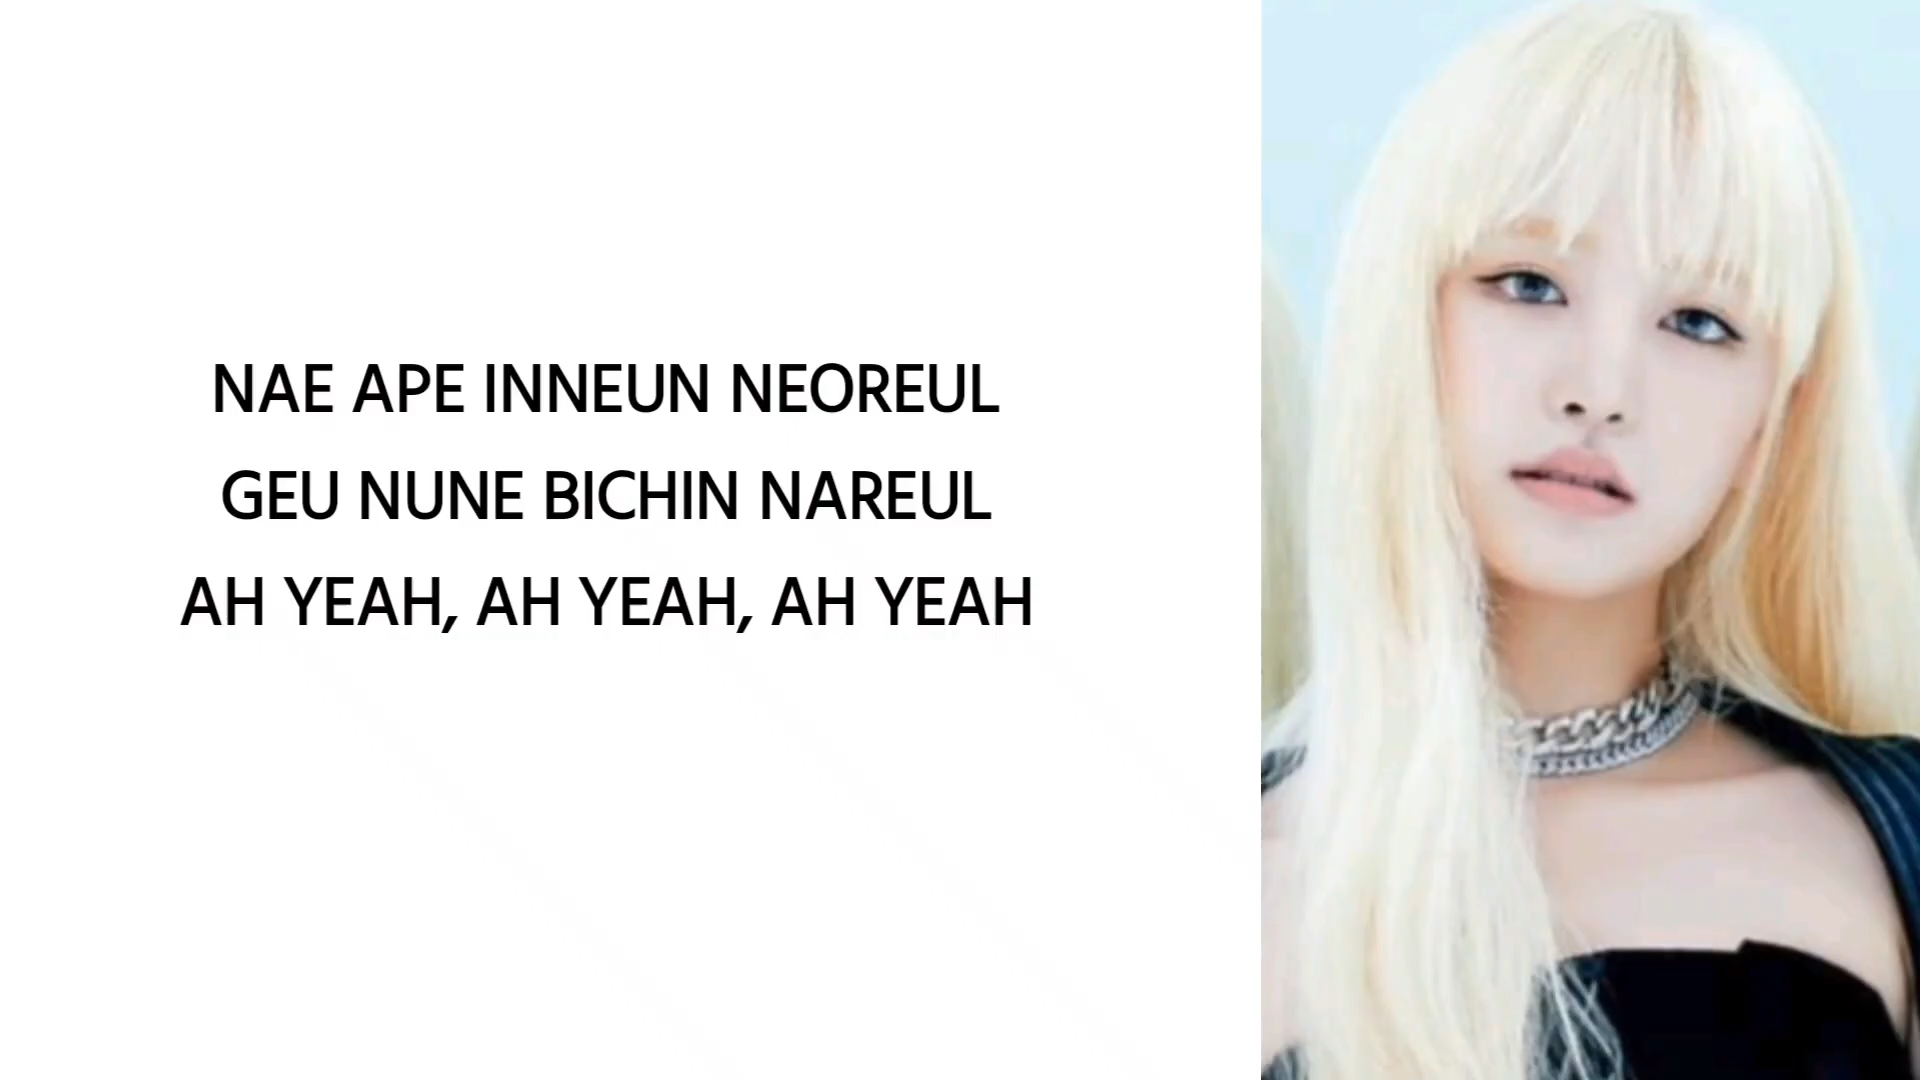 NAE APE INNEUN NEOREUL
GEU NUNE BICHIN NAREUL
AH YEAH, AH YEAH, AH YEAH